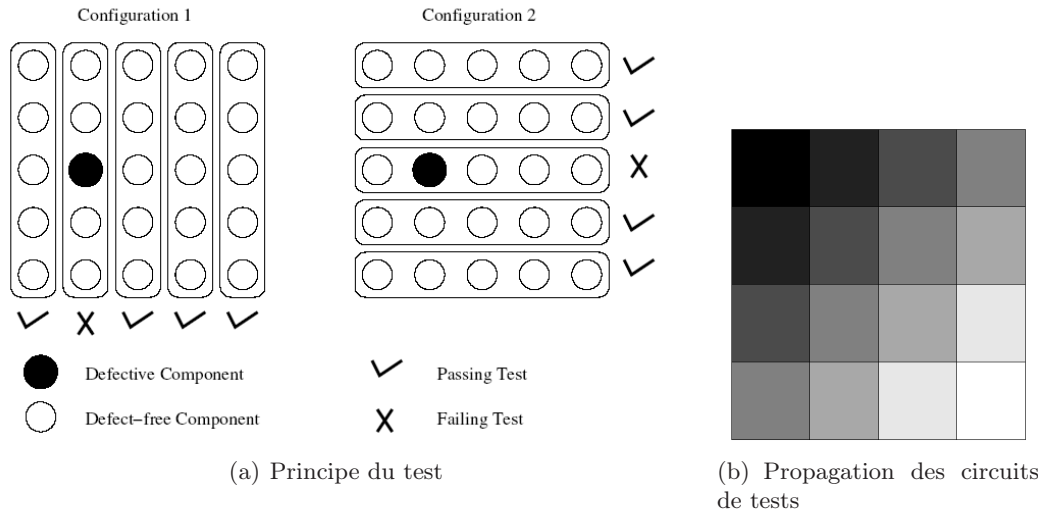 Configuration 1
Configuration 2
Defective Component
Passing Test
Defect-free Component
Failing Test
(a) Principe du test
(b) Propagation des circuits
de tests